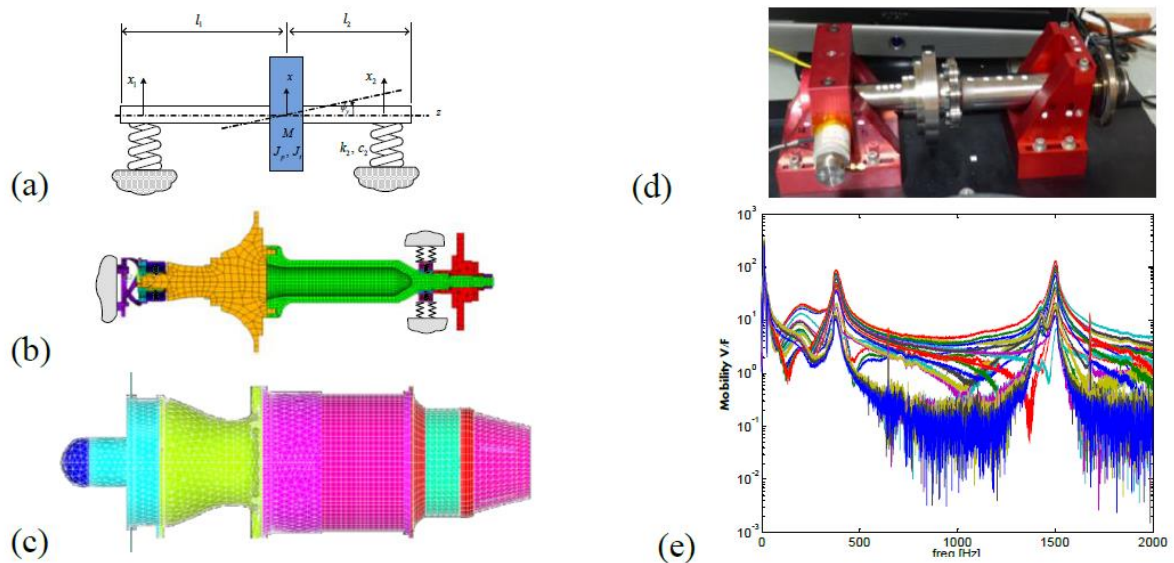 l₁
l₂
x₁
x
x₂
φᵧ
z
M
Jₚ, Jₜ
k₂, c₂
(a)
(b)
(c)
(d)
10³
10²
10¹
10⁰
10⁻¹
10⁻²
10⁻³
Mobility V/F
0
500
1000
1500
2000
freq [Hz]
(e)